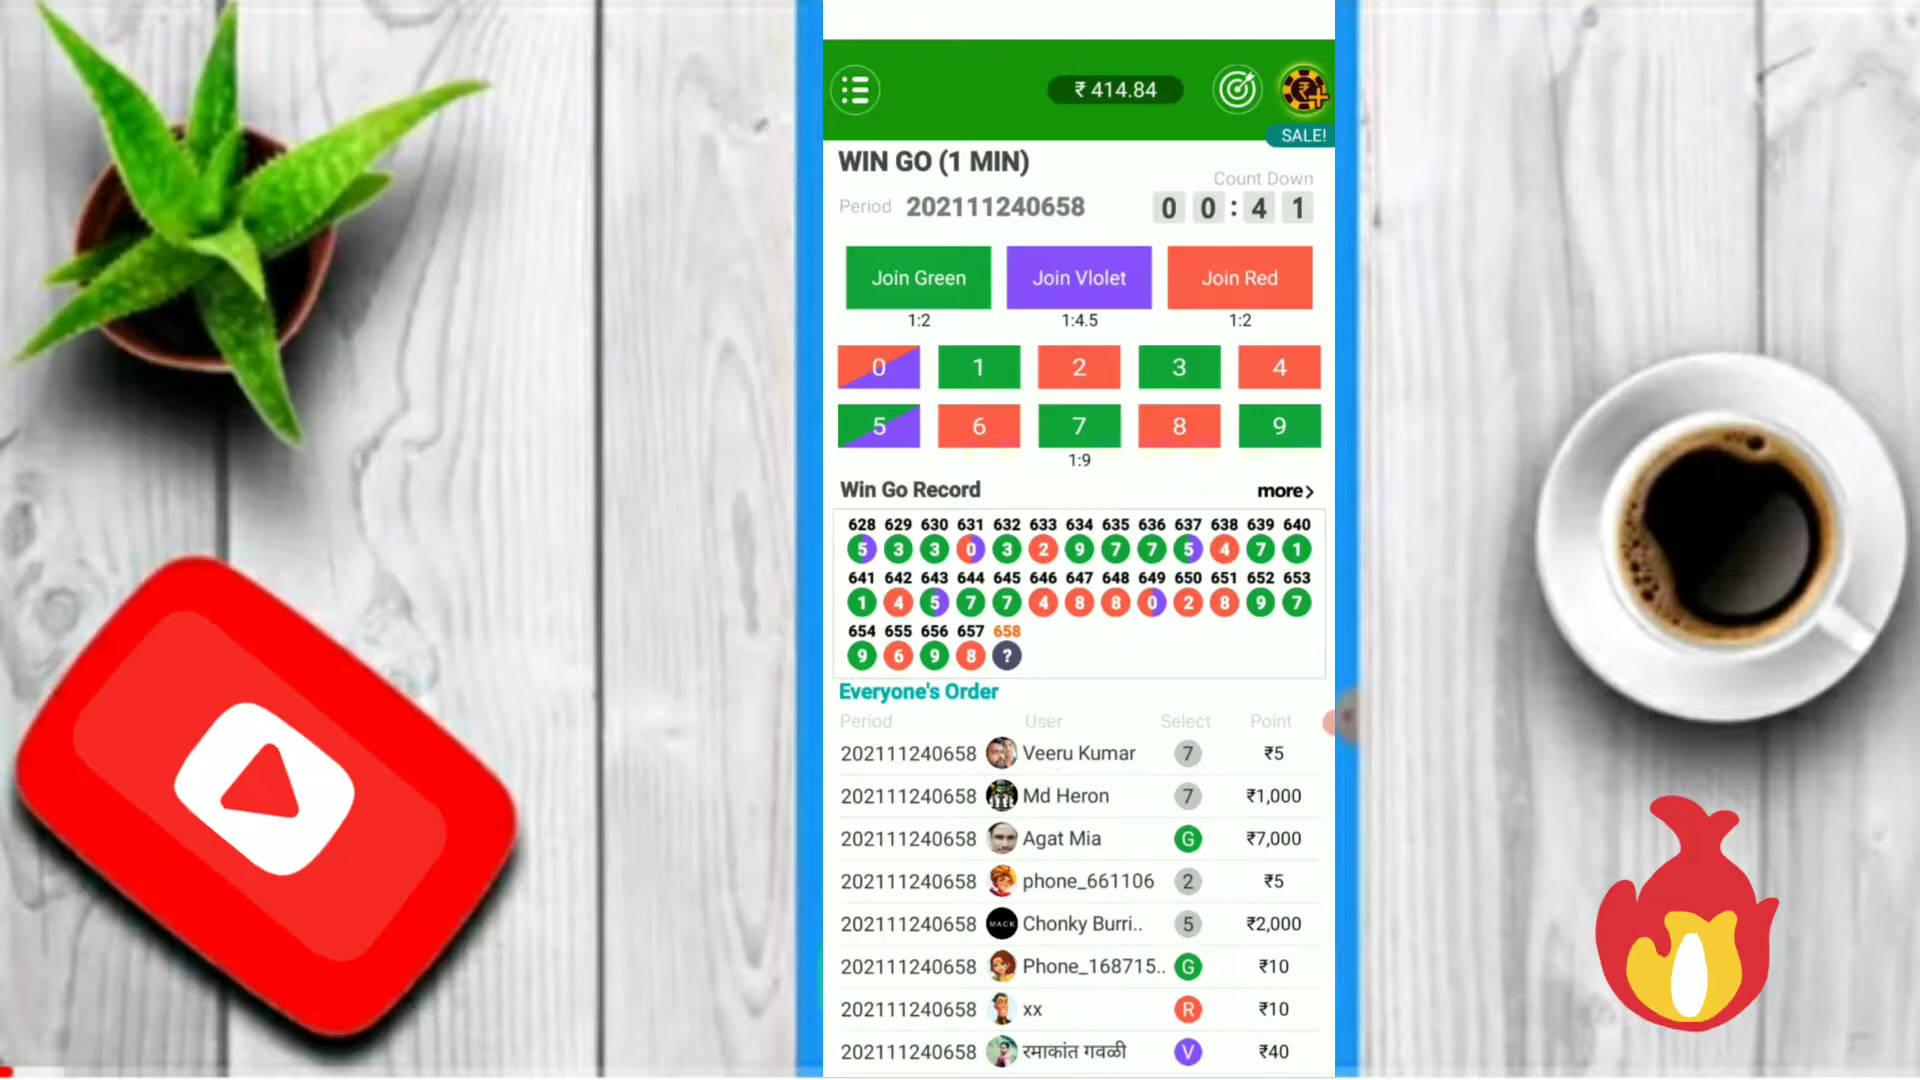 ₹ 414.84
SALE!
WIN GO (1 MIN)
Count Down
Period 202111240658 0 0 : 4 1
Join Green Join VIolet Join Red
1:2 1:4.5 1:2
0 1 2 3 4
5 6 7 8 9
1:9
Win Go Record more>
628 629 630 631 632 633 634 635 636 637 638 639 640
5 3 3 0 3 2 9 7 7 5 4 7 1
641 642 643 644 645 646 647 648 649 650 651 652 653
1 4 5 7 7 4 8 8 0 2 8 9 7
654 655 656 657 658
9 6 9 8 ?
Everyone's Order
Period User Select Point
202111240658 Veeru Kumar 7 ₹5
202111240658 Md Heron 7 ₹1,000
202111240658 Agat Mia G ₹7,000
202111240658 phone_661106 2 ₹5
202111240658 MACK Chonky Burri.. 5 ₹2,000
202111240658 Phone_168715.. G ₹10
202111240658 xx R ₹10
202111240658 रमाकांत गवळी V ₹40